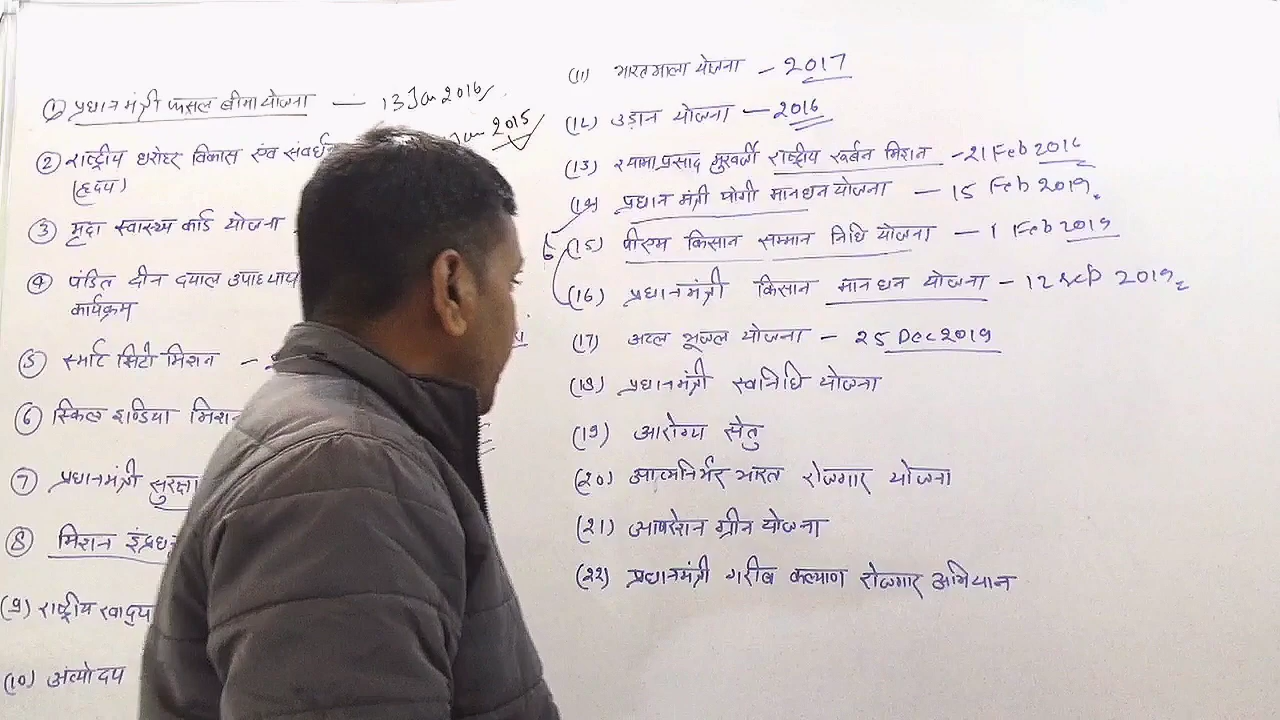 ① प्रधानमंत्री फसल बीमा योजना — 13 Jan 2016
② राष्ट्रीय धरोहर विकास एंव संवर्धन 2015
(हृदय)
③ मृदा स्वास्थ्य कार्ड योजना
④ पंडित दीन दयाल उपाध्याय
कार्यक्रम
⑤ स्मार्ट सिटी मिशन –
⑥ स्किल इण्डिया मिशन
⑦ प्रधानमंत्री सुरक्षा
⑧ मिशन इंद्रधनु
(9) राष्ट्रीय खाद्य
(10) अंत्योदय
(11) भारतमाला योजना – 2017
(12) उड़ान योजना – 2016
(13) श्यामाप्रसाद मुखर्जी राष्ट्रीय रूर्बन मिशन – 21 Feb 2016
(14) प्रधान मंत्री योगी मानधन योजना – 15 Feb 2019
(15) पीएम किसान सम्मान निधि योजना – 1 Feb 2019
(16) प्रधानमंत्री किसान मानधन योजना – 12 Sep 2019
(17) अटल भूजल योजना – 25 Dec 2019
(18) प्रधानमंत्री स्वनिधि योजना
(19) आरोग्य सेतु
(20) आत्मनिर्भर भारत रोजगार योजना
(21) आपरेशन ग्रीन योजना
(22) प्रधानमंत्री गरीब कल्याण रोजगार अभियान